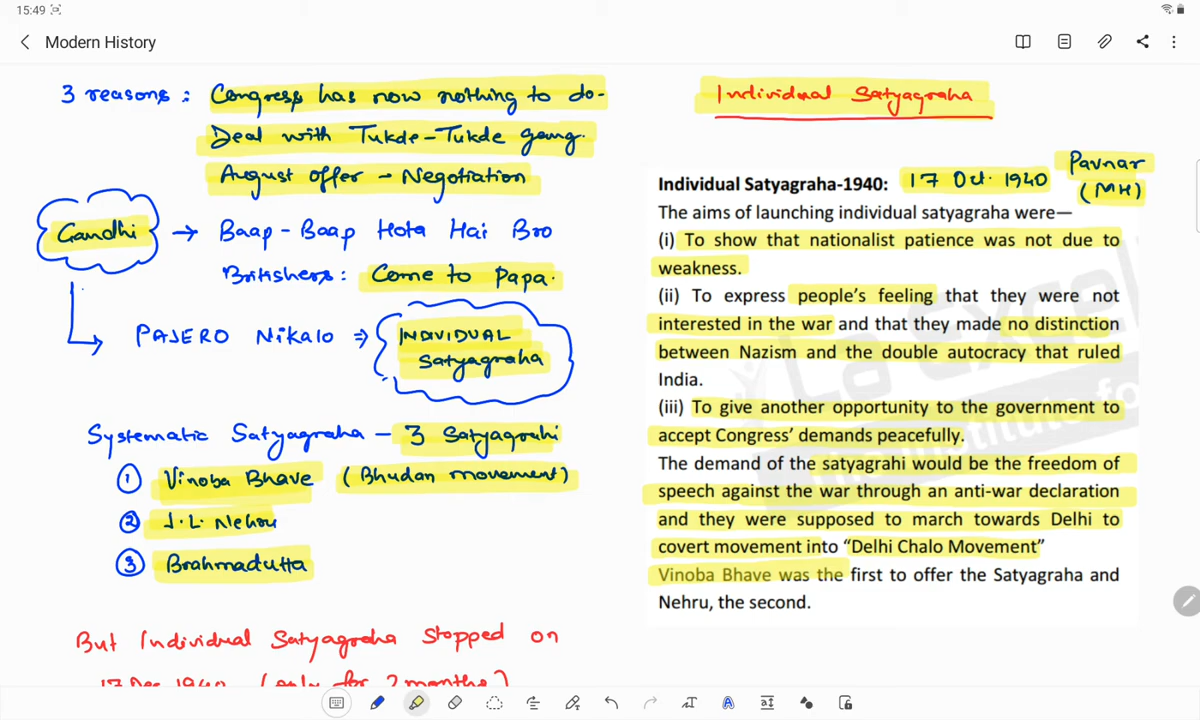 15:49
Modern History
3 reasons : Congress has now nothing to do-
Deal with Tukde-Tukde gang.
August offer - Negotiation
Gandhi → Baap-Baap Hota Hai Bro
Britishers : Come to Papa.
PAJERO Nikalo ⇒ INDIVIDUAL
Satyagraha
Systematic Satyagraha - 3 Satyagrahi
① Vinoba Bhave (Bhudan movement)
② J.L. Nehru
③ Brahmadutta
But Individual Satyagraha stopped on
17 Dec 1940 (only for 2 months)
Individual Satyagraha
Pavnar
(MH)
Individual Satyagraha-1940: 17 Oct. 1940
The aims of launching individual satyagraha were—
(i) To show that nationalist patience was not due to
weakness.
(ii) To express people's feeling that they were not
interested in the war and that they made no distinction
between Nazism and the double autocracy that ruled
India.
(iii) To give another opportunity to the government to
accept Congress' demands peacefully.
The demand of the satyagrahi would be the freedom of
speech against the war through an anti-war declaration
and they were supposed to march towards Delhi to
covert movement into “Delhi Chalo Movement”
Vinoba Bhave was the first to offer the Satyagraha and
Nehru, the second.